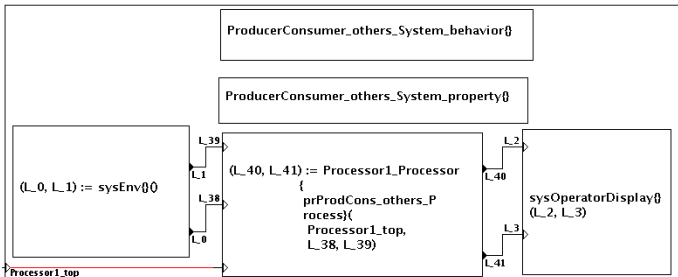 ProducerConsumer_others_System_behavior{}
ProducerConsumer_others_System_property{}
(L_0, L_1) := sysEnv{}()
L_1
L_0
L_39
L_38
(L_40, L_41) := Processor1_Processor
{
prProdCons_others_P
rocess}(
Processor1_top,
L_38, L_39)
L_40
L_41
L_2
L_3
sysOperatorDisplay{}
(L_2, L_3)
Processor1_top